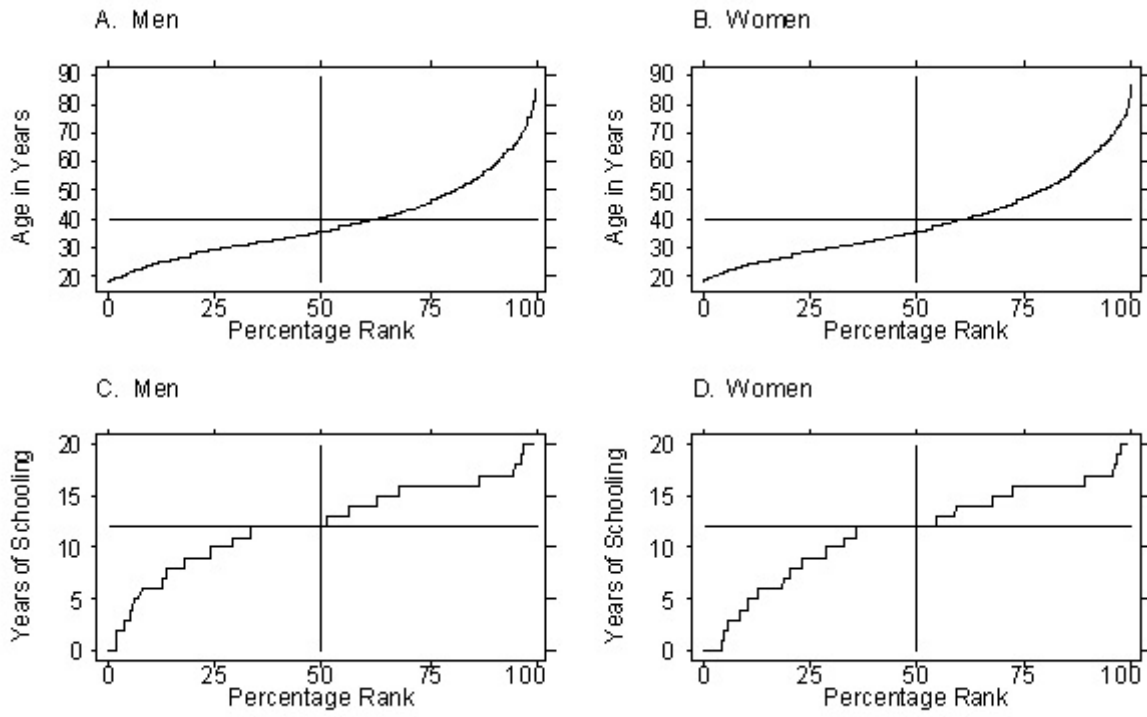 A. Men
B. Women
90
80
70
60
50
40
30
20
Age in Years
0 25 50 75 100
Percentage Rank
90
80
70
60
50
40
30
20
Age in Years
0 25 50 75 100
Percentage Rank
C. Men
D. Women
20
15
10
5
0
Years of Schooling
0 25 50 75 100
Percentage Rank
20
15
10
5
0
Years of Schooling
0 25 50 75 100
Percentage Rank